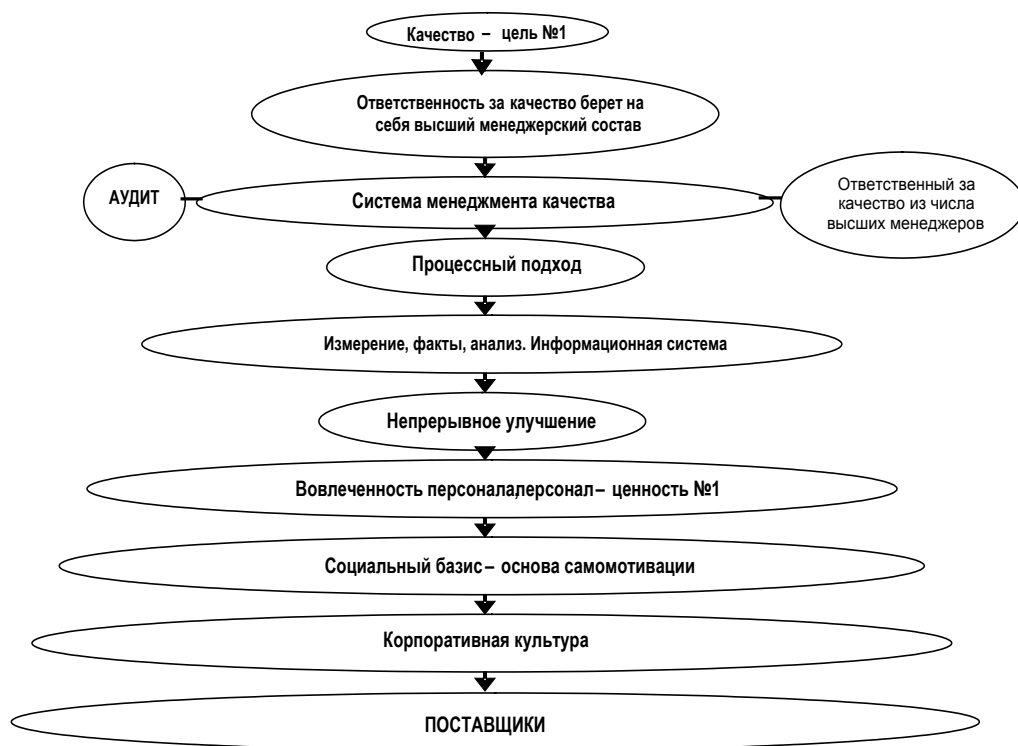 Качество – цель №1
Ответственность за качество берет на
себя высший менеджерский состав
АУДИТ
Система менеджмента качества
Ответственный за
качество из числа
высших менеджеров
Процессный подход
Измерение, факты, анализ. Информационная система
Непрерывное улучшение
Вовлеченность персонала,персонал – ценность №1
Социальный базис – основа самомотивации
Корпоративная культура
ПОСТАВЩИКИ